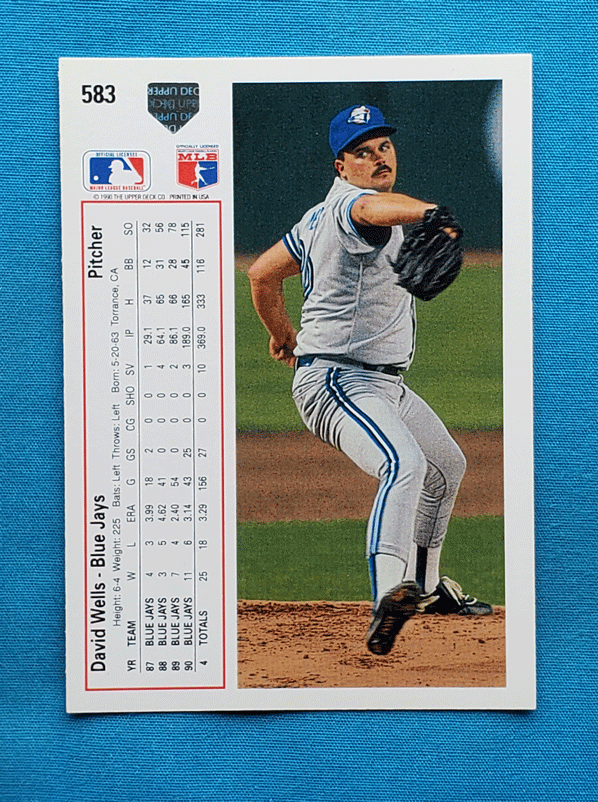 583
UPPER DECK
OFFICIAL LICENSEE
MAJOR LEAGUE BASEBALL
OFFICIALLY LICENSED
MLB
© 1990 THE UPPER DECK CO. PRINTED IN USA
David Wells - Blue Jays Pitcher
Height: 6-4 Weight: 225 Bats: Left Throws: Left Born: 5-20-63 Torrance, CA
YR TEAM W L ERA G GS CG SHO SV IP H BB SO
87 BLUE JAYS 4 3 3.99 18 2 0 0 1 29.1 37 12 32
88 BLUE JAYS 3 5 4.62 41 0 0 0 4 64.1 65 31 56
89 BLUE JAYS 7 4 2.40 54 0 0 0 2 86.1 66 28 78
90 BLUE JAYS 11 6 3.14 43 25 0 0 3 189.0 165 45 115
4 TOTALS 25 18 3.29 156 27 0 0 10 369.0 333 116 281